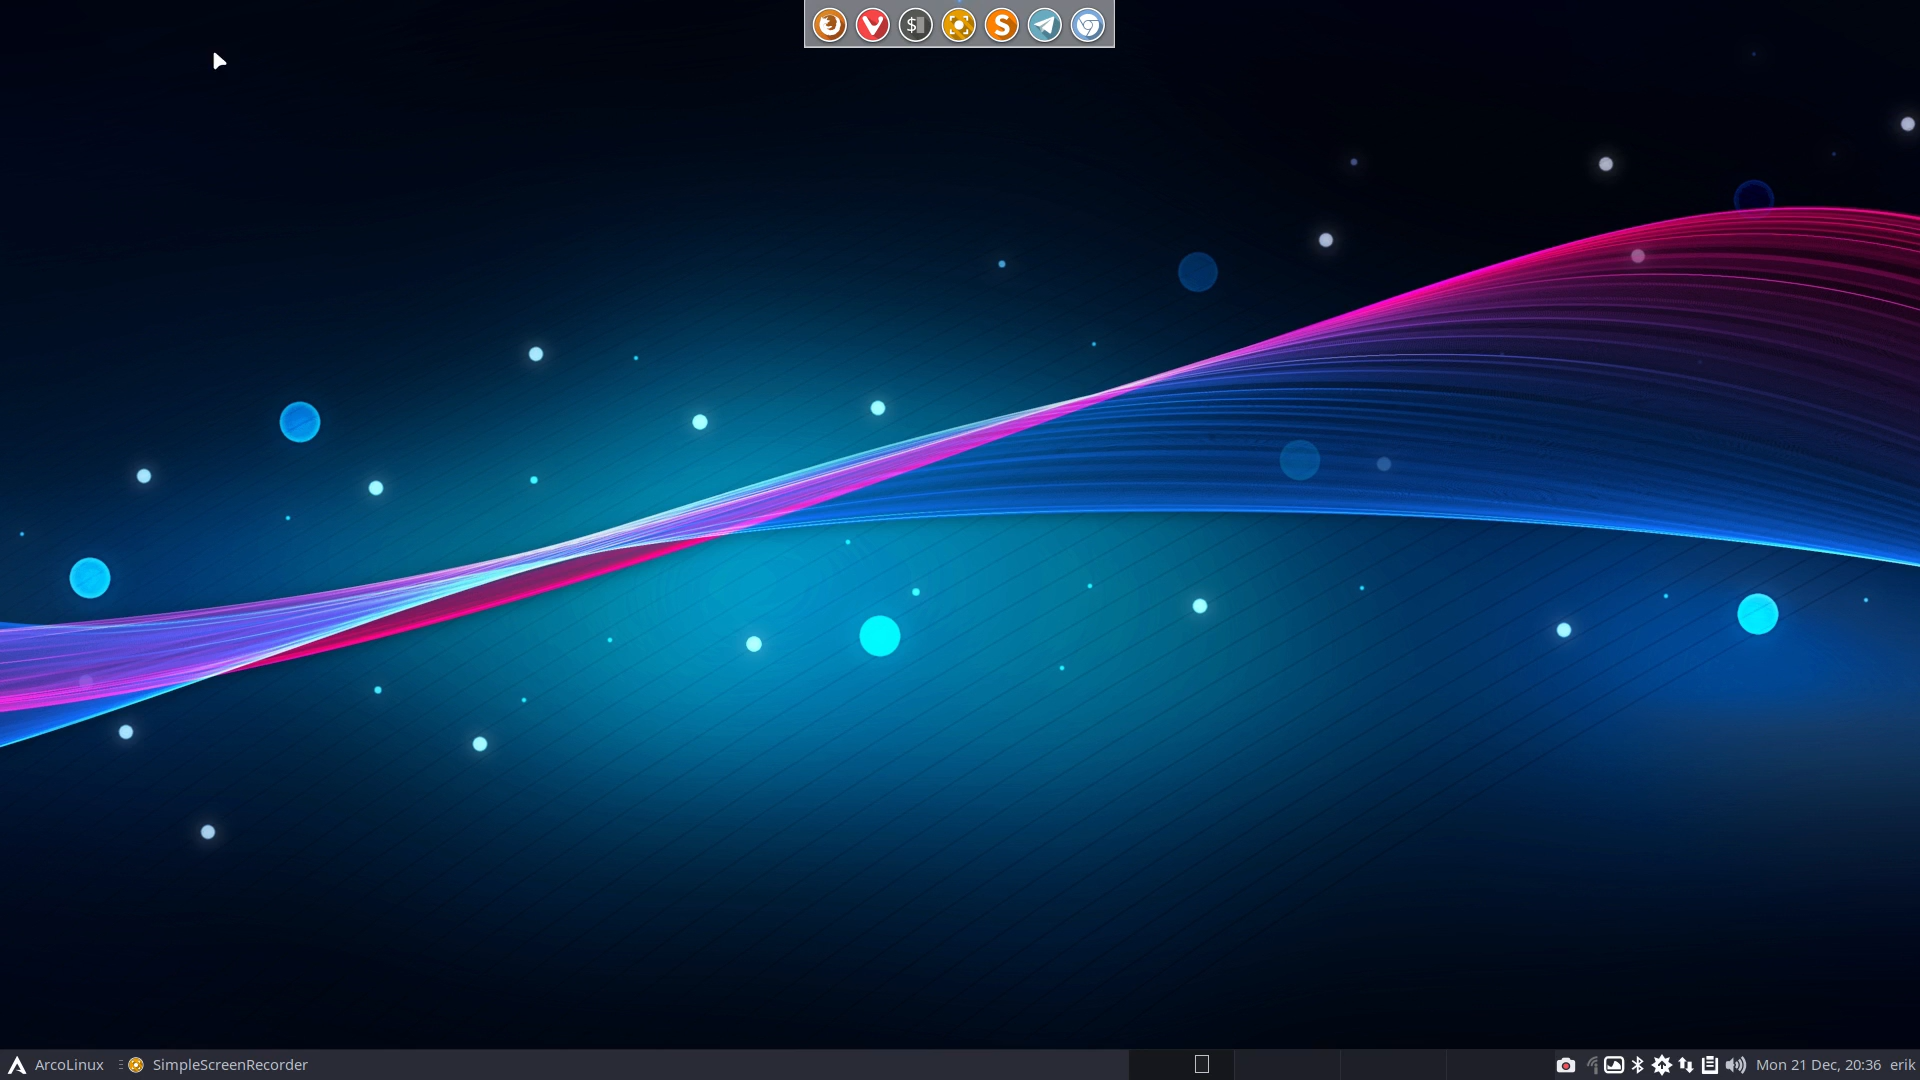 $
S
ArcoLinux
SimpleScreenRecorder
Mon 21 Dec, 20:36
erik